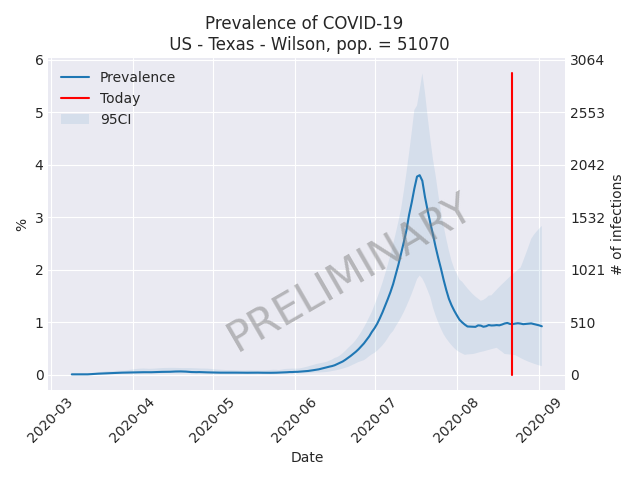 Prevalence of COVID-19
US - Texas - Wilson, pop. = 51070
Prevalence
Today
95CI
6
5
4
3
2
1
0
%
3064
2553
2042
1532
1021
510
0
# of infections
PRELIMINARY
2020-03
2020-04
2020-05
2020-06
2020-07
2020-08
2020-09
Date